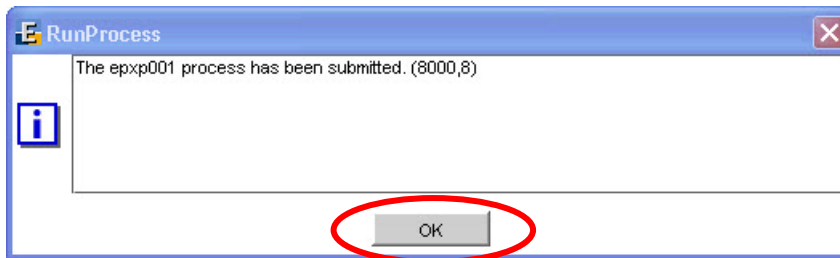 E RunProcess
The epxp001 process has been submitted. (8000,8)
i
OK